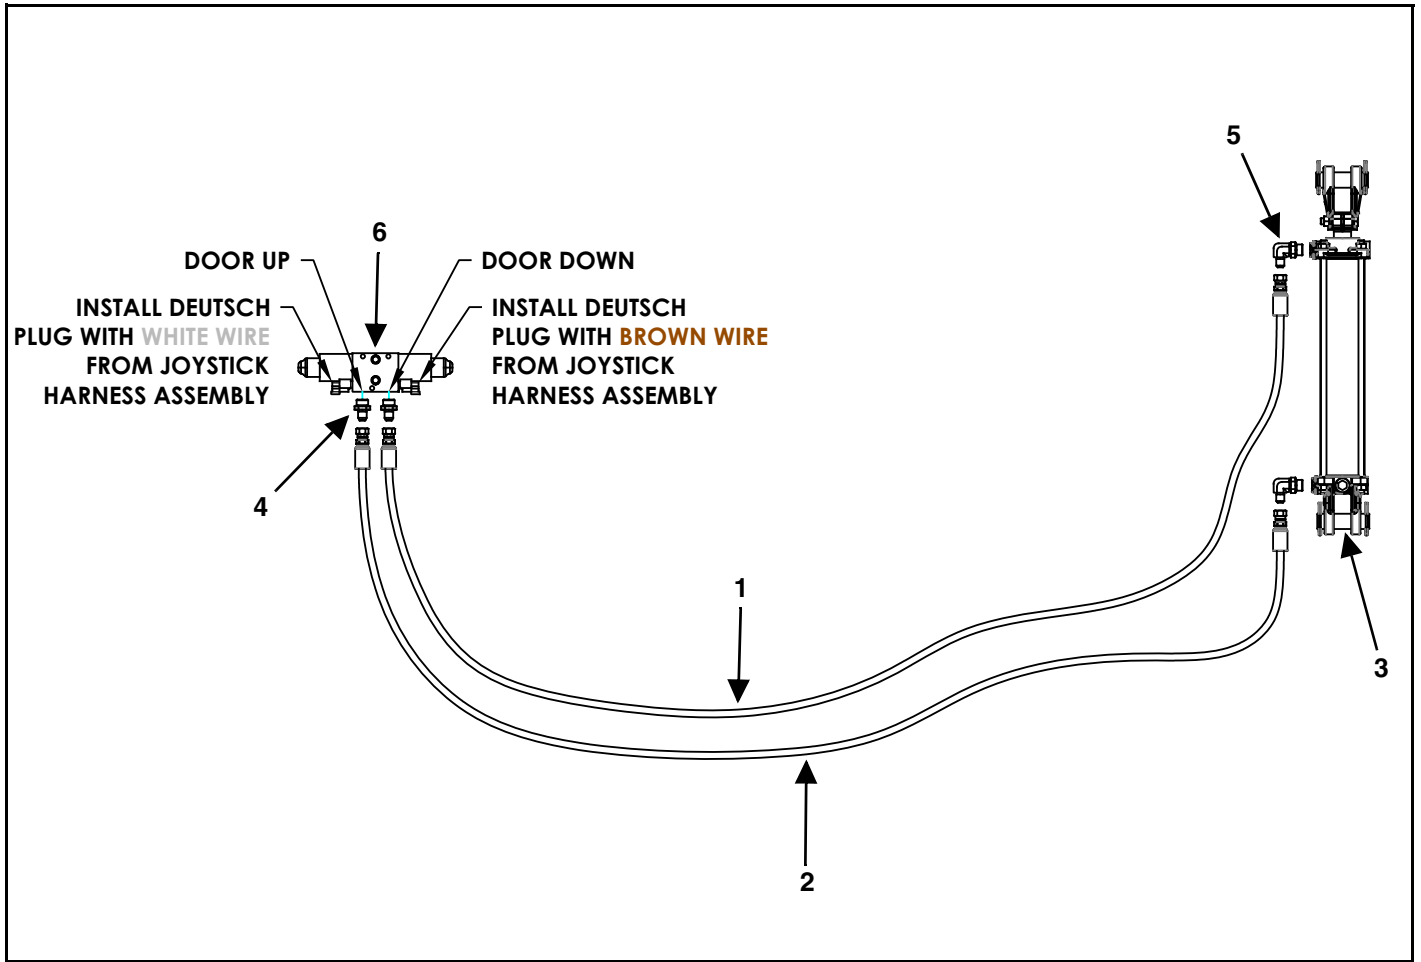 5
6
DOOR UP
DOOR DOWN
INSTALL DEUTSCH
PLUG WITH WHITE WIRE
FROM JOYSTICK
HARNESS ASSEMBLY
INSTALL DEUTSCH
PLUG WITH BROWN WIRE
FROM JOYSTICK
HARNESS ASSEMBLY
4
1
3
2